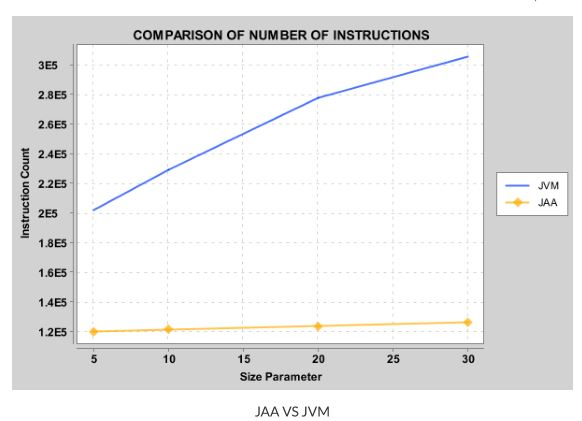 COMPARISON OF NUMBER OF INSTRUCTIONS
3E5
2.8E5
2.6E5
2.4E5
2.2E5
2E5
1.8E5
1.6E5
1.4E5
1.2E5
Instruction Count
5 10 15 20 25 30
Size Parameter
JVM
JAA
JAA VS JVM